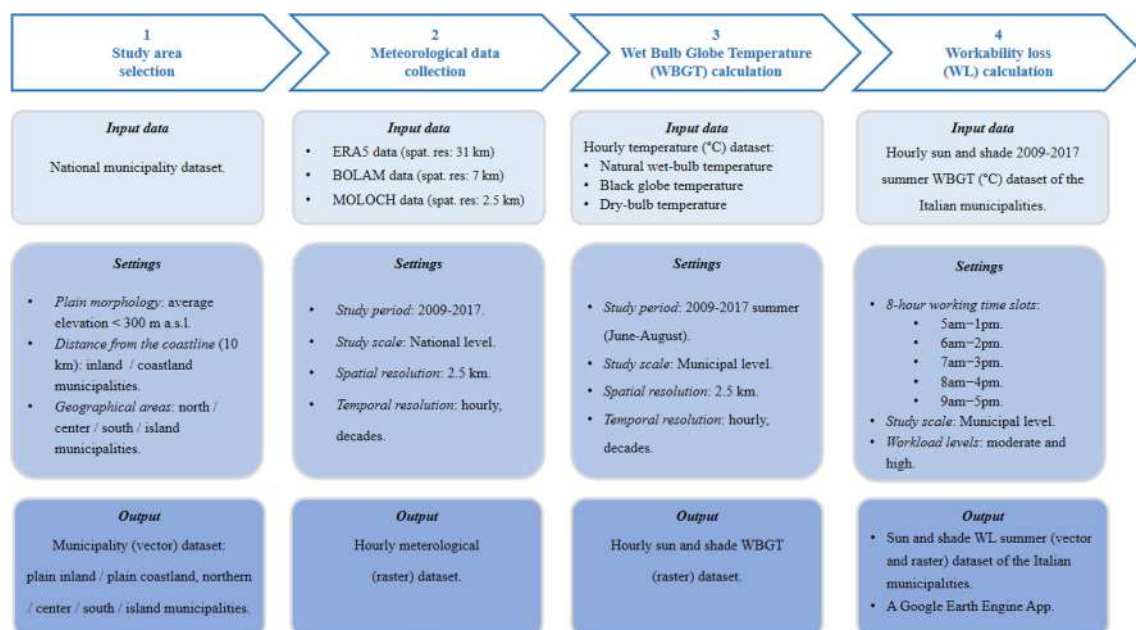 1
Study area
selection
2
Meteorological data
collection
3
Wet Bulb Globe Temperature
(WBGT) calculation
4
Workability loss
(WL) calculation
Input data
National municipality dataset.
Input data
• ERA5 data (spat. res: 31 km)
• BOLAM data (spat. res: 7 km)
• MOLOCH data (spat. res: 2.5 km)
Input data
Hourly temperature (°C) dataset:
• Natural wet-bulb temperature
• Black globe temperature
• Dry-bulb temperature
Input data
Hourly sun and shade 2009-2017
summer WBGT (°C) dataset of the
Italian municipalities.
Settings
• Plain morphology: average
elevation < 300 m a.s.l.
• Distance from the coastline (10
km): inland / coastland
municipalities.
• Geographical areas: north /
center / south / island
municipalities.
Settings
• Study period: 2009-2017.
• Study scale: National level.
• Spatial resolution: 2.5 km.
• Temporal resolution: hourly,
decades.
Settings
• Study period: 2009-2017 summer
(June-August).
• Study scale: Municipal level.
• Spatial resolution: 2.5 km.
• Temporal resolution: hourly,
decades.
Settings
• 8-hour working time slots:
• 5am−1pm.
• 6am−2pm.
• 7am−3pm.
• 8am−4pm.
• 9am−5pm.
• Study scale: Municipal level.
• Workload levels: moderate and
high.
Output
Municipality (vector) dataset:
plain inland / plain coastland, northern
/ center / south / island municipalities.
Output
Hourly meterological
(raster) dataset.
Output
Hourly sun and shade WBGT
(raster) dataset.
Output
• Sun and shade WL summer (vector
and raster) dataset of the Italian
municipalities.
• A Google Earth Engine App.